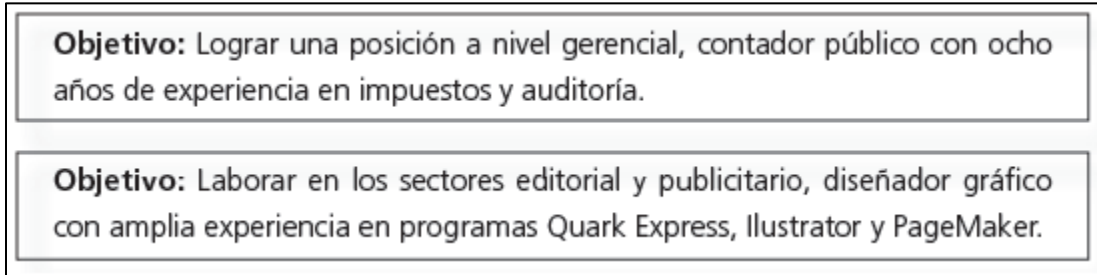 Objetivo: Lograr una posición a nivel gerencial, contador público con ocho
años de experiencia en impuestos y auditoría.
Objetivo: Laborar en los sectores editorial y publicitario, diseñador gráfico
con amplia experiencia en programas Quark Express, Ilustrator y PageMaker.